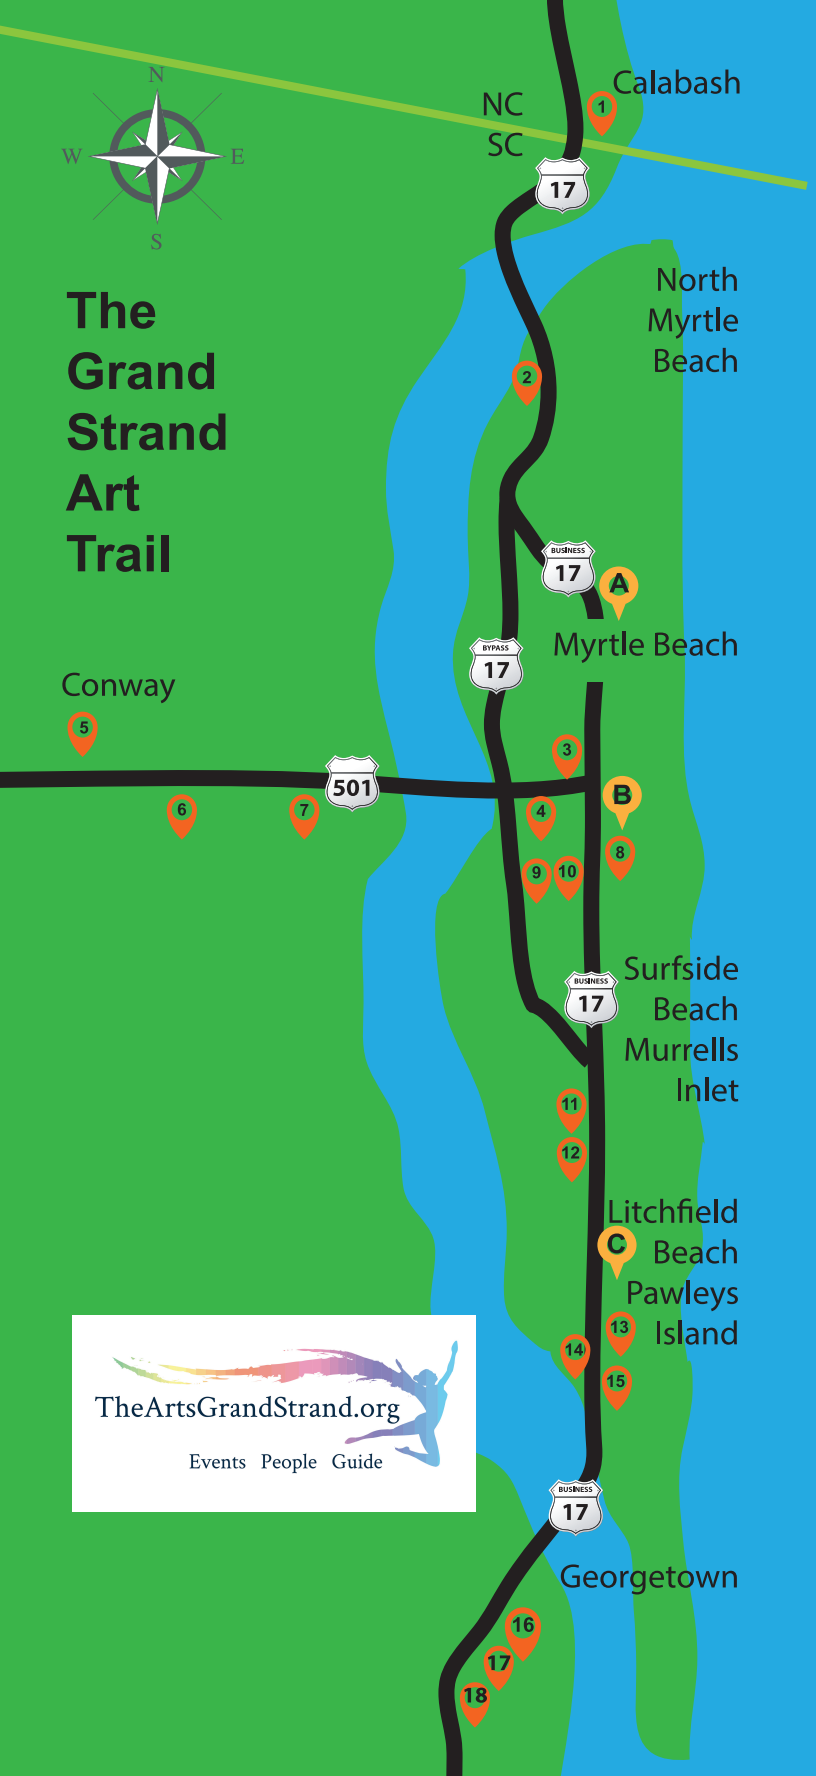 Calabash
NC
1
SC
N
W
E
S
17
The
Grand
Strand
Art
Trail
North
Myrtle
Beach
2
BUSINESS
17
A
Myrtle Beach
BYPASS
17
Conway
5
3
501
6
7
4
B
8
9
10
Surfside
Beach
BUSINESS
17
Murrells
Inlet
11
12
Litchfield
Beach
C
Pawleys
Island
13
14
15
TheArtsGrandStrand.org
Events People Guide
BUSINESS
17
Georgetown
16
17
18